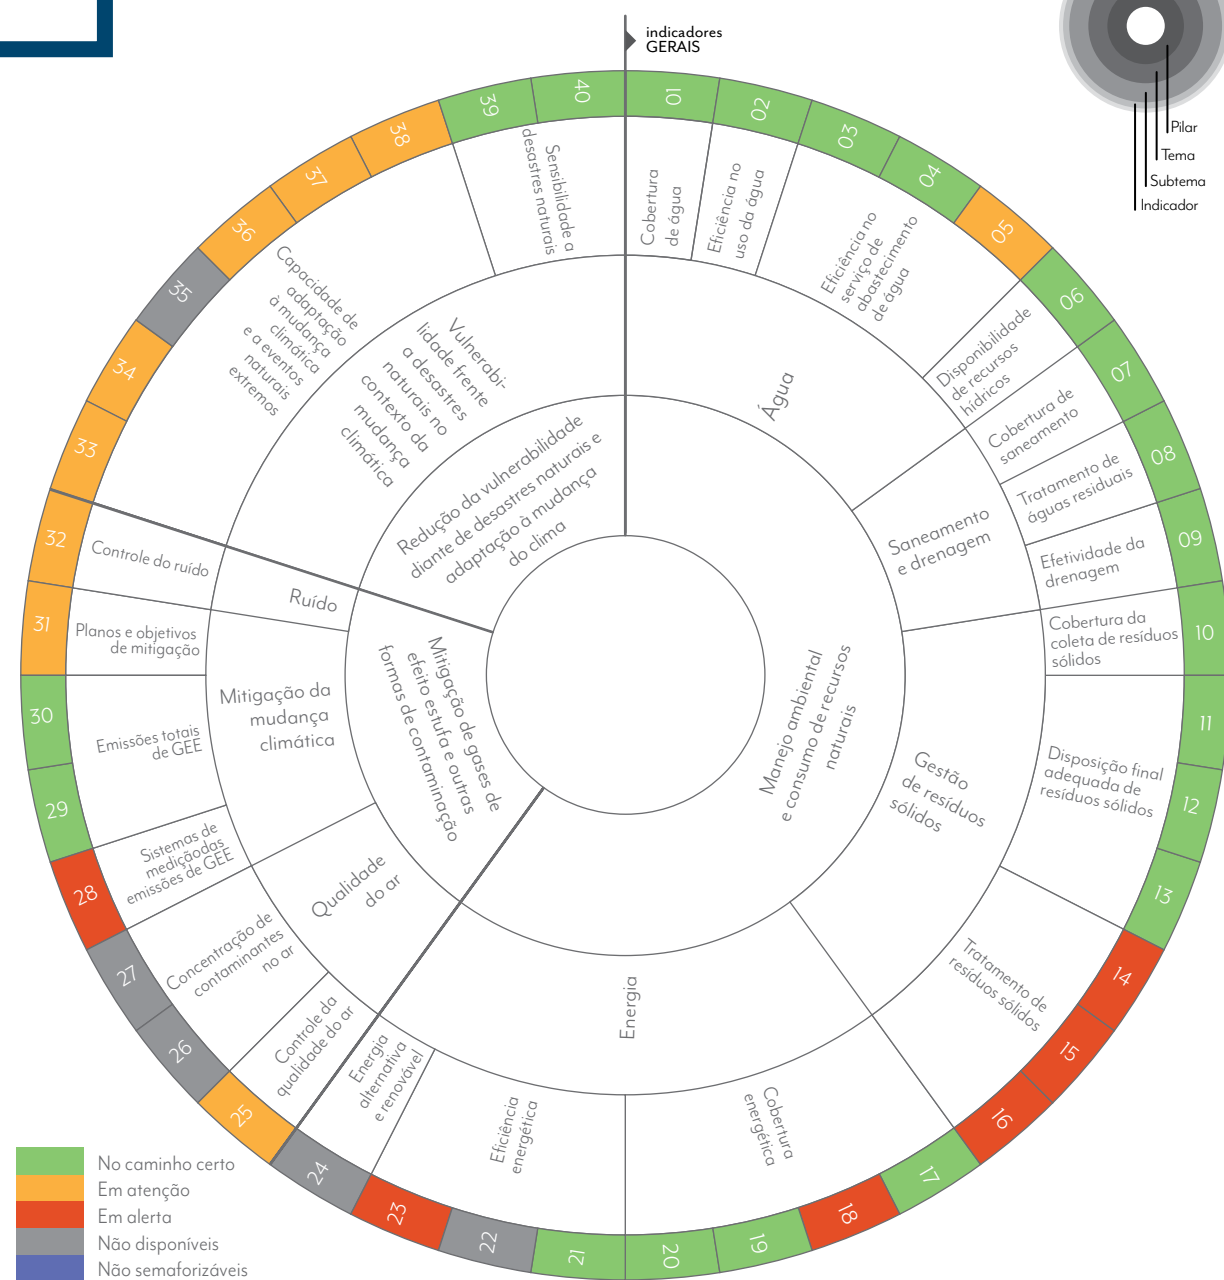 indicadores
GERAIS
Pilar
Tema
Subtema
Indicador
01
02
03
04
05
06
07
08
09
10
11
12
13
14
15
16
17
18
19
20
21
22
23
24
25
26
27
28
29
30
31
32
33
34
35
36
37
38
39
40
Cobertura
de água
Eficiência no
uso da água
Eficiência no
serviço de
abastecimento
de água
Disponibilidade
de recursos
hídricos
Cobertura de
saneamento
Tratamento de
águas residuais
Efetividade da
drenagem
Cobertura da
coleta de resíduos
sólidos
Disposição final
adequada de
resíduos sólidos
Tratamento de
resíduos sólidos
Cobertura
energética
Eficiência
energética
Energia
alternativa
e renovável
Controle da
qualidade do ar
Concentração de
contaminantes
no ar
Sistemas de
mediçãodas
emissões de GEE
Emissões totais
de GEE
Planos e objetivos
de mitigação
Controle do ruído
Capacidade de
adaptação
à mudança
climática
e a eventos
naturais
extremos
Sensibilidade a
desastres naturais
Água
Saneamento
e drenagem
Gestão
de resíduos
sólidos
Energia
Qualidade
do ar
Mitigação da
mudança
climática
Ruído
Vulnerabi-
lidade frente
a desastres
naturais no
contexto da
mudança
climática
Manejo ambiental
e consumo de recursos
naturais
Mitigação de gases de
efeito estufa e outras
formas de contaminação
Redução da vulnerabilidade
diante de desastres naturais e
adaptação à mudança
do clima
No caminho certo
Em atenção
Em alerta
Não disponíveis
Não semaforizáveis